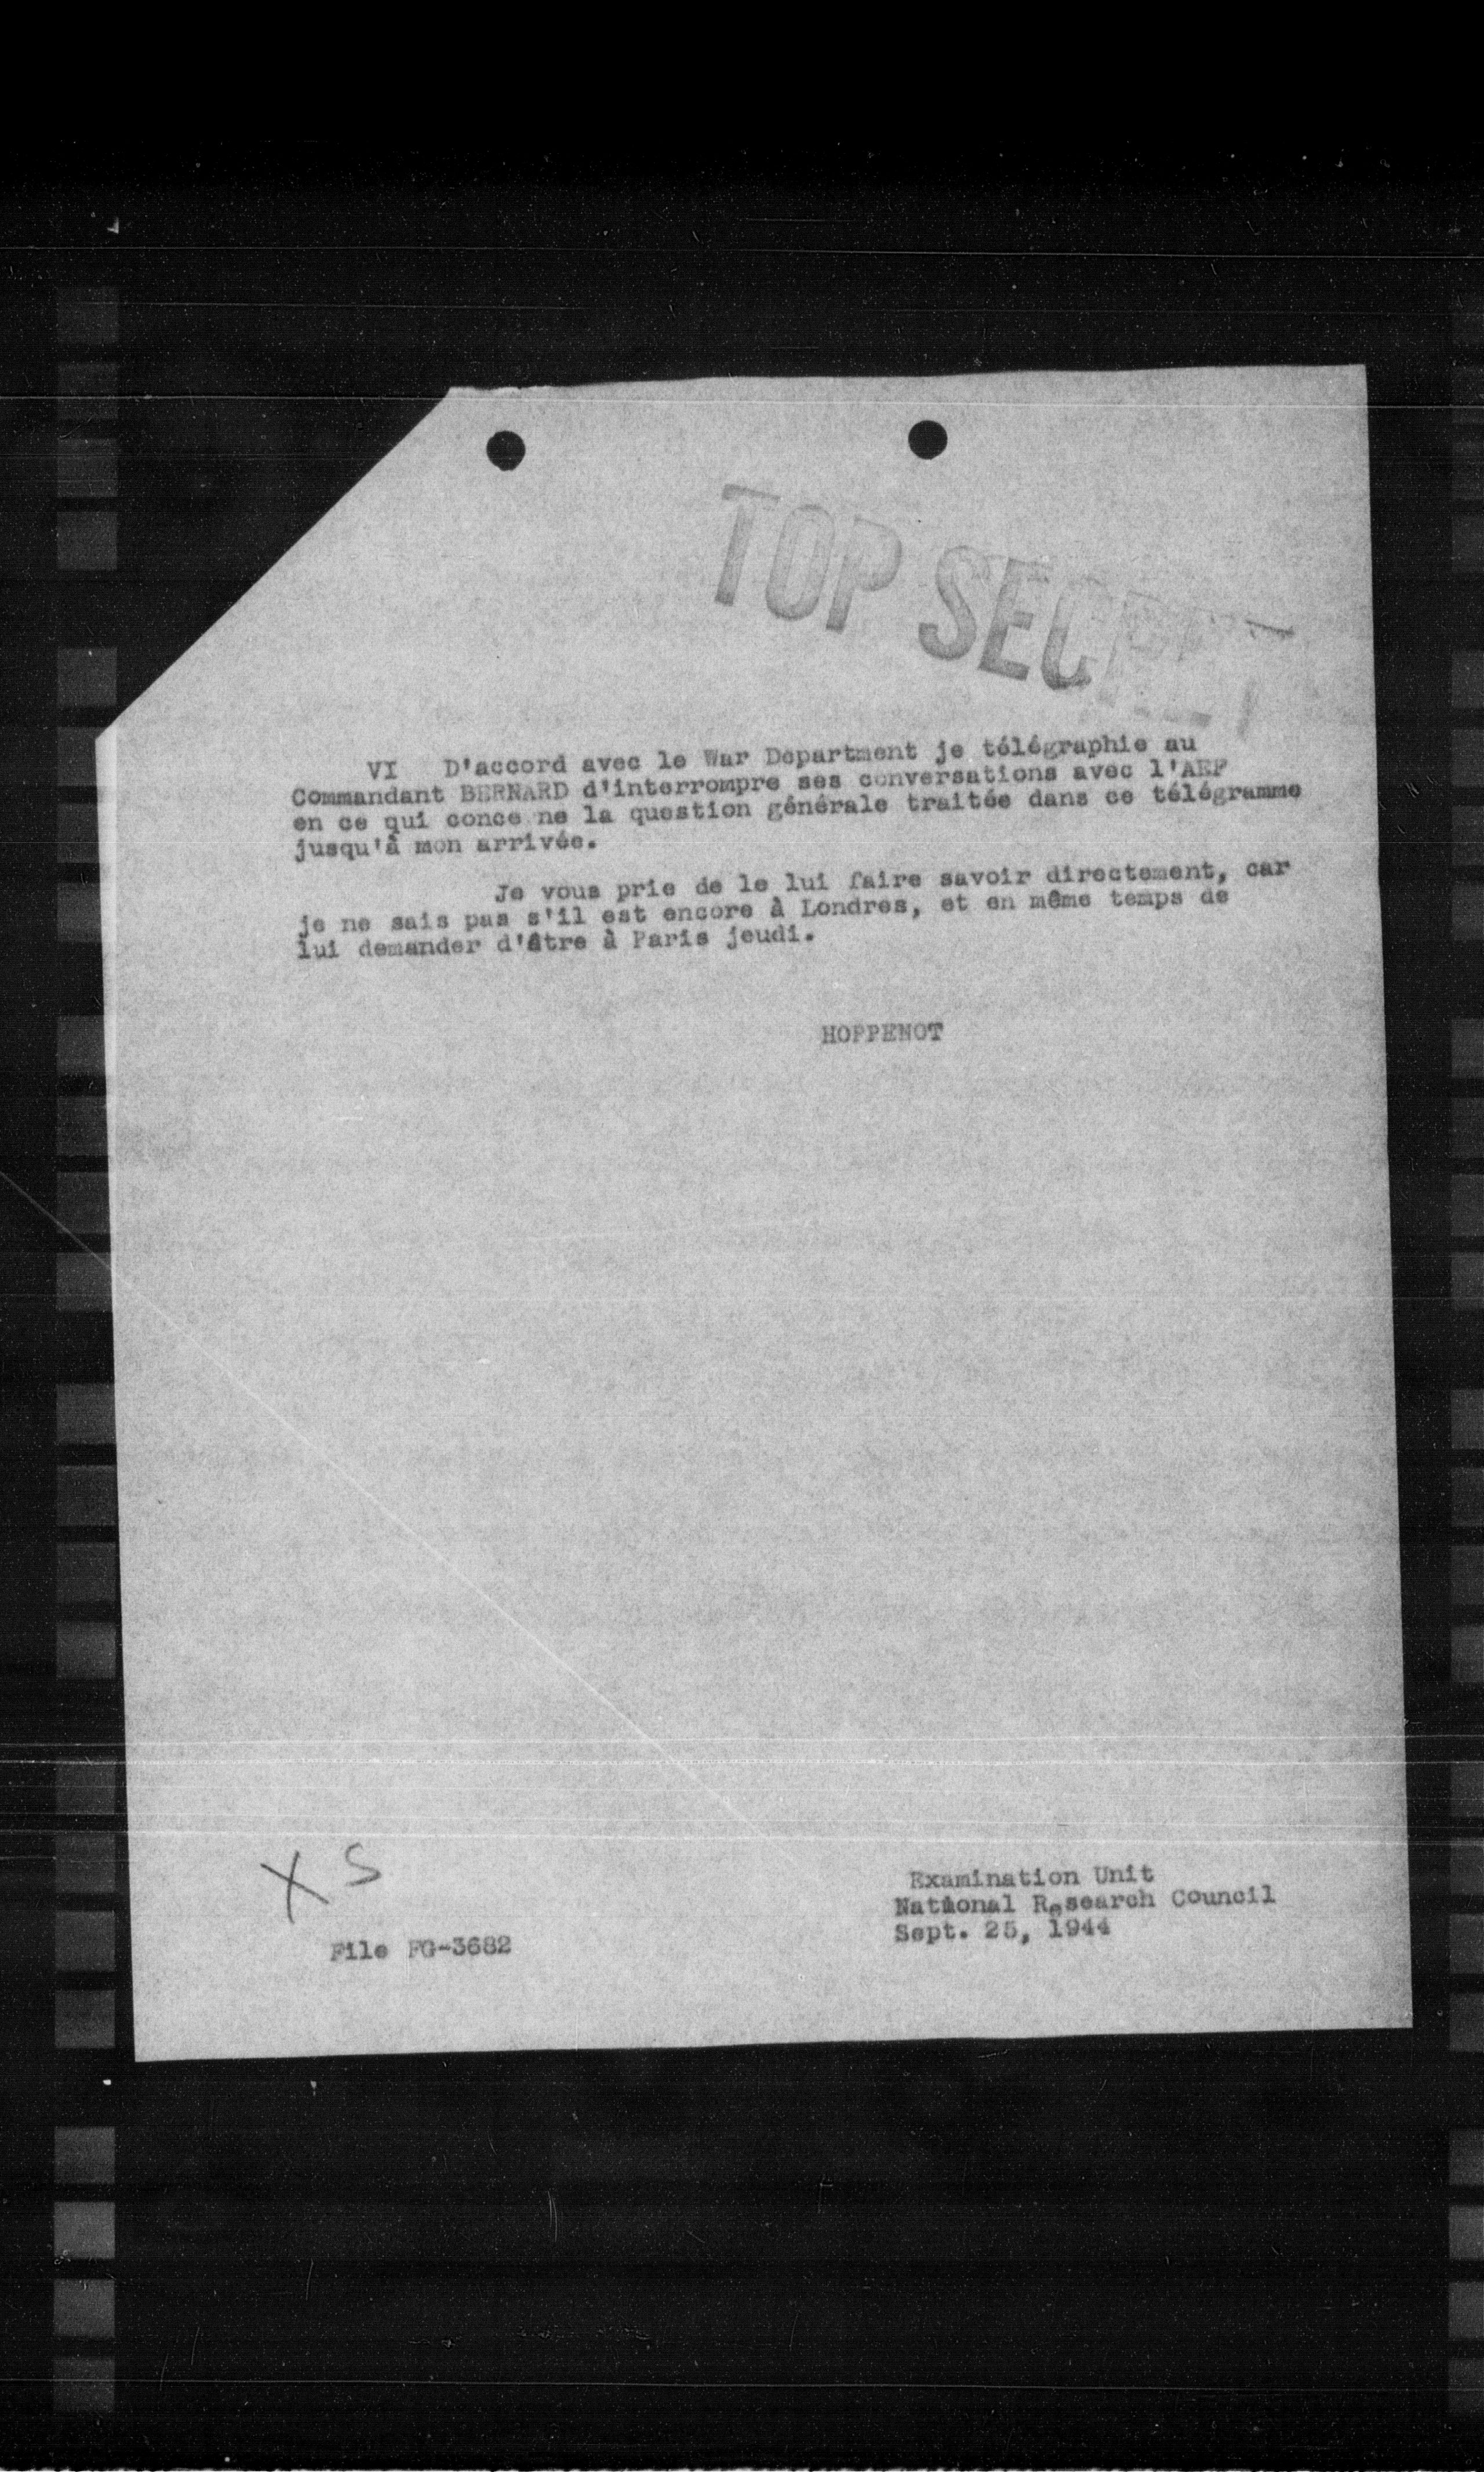 TOP SECRET
VI D'accord avec le War Department je télégraphie au
Commandant BERNARD d'interrompre ses conversations avec l'AEF
en ce qui conce ne la question générale traitée dans ce télégramme
jusqu'à mon arrivée.
Je vous prie de le lui faire savoir directement, car
je ne sais pas s'il est encore à Londres, et en même temps de
lui demander d'être à Paris jeudi.
HOPPENOT
X S
Examination Unit
National Research Council
Sept. 25, 1944
File FG-3682